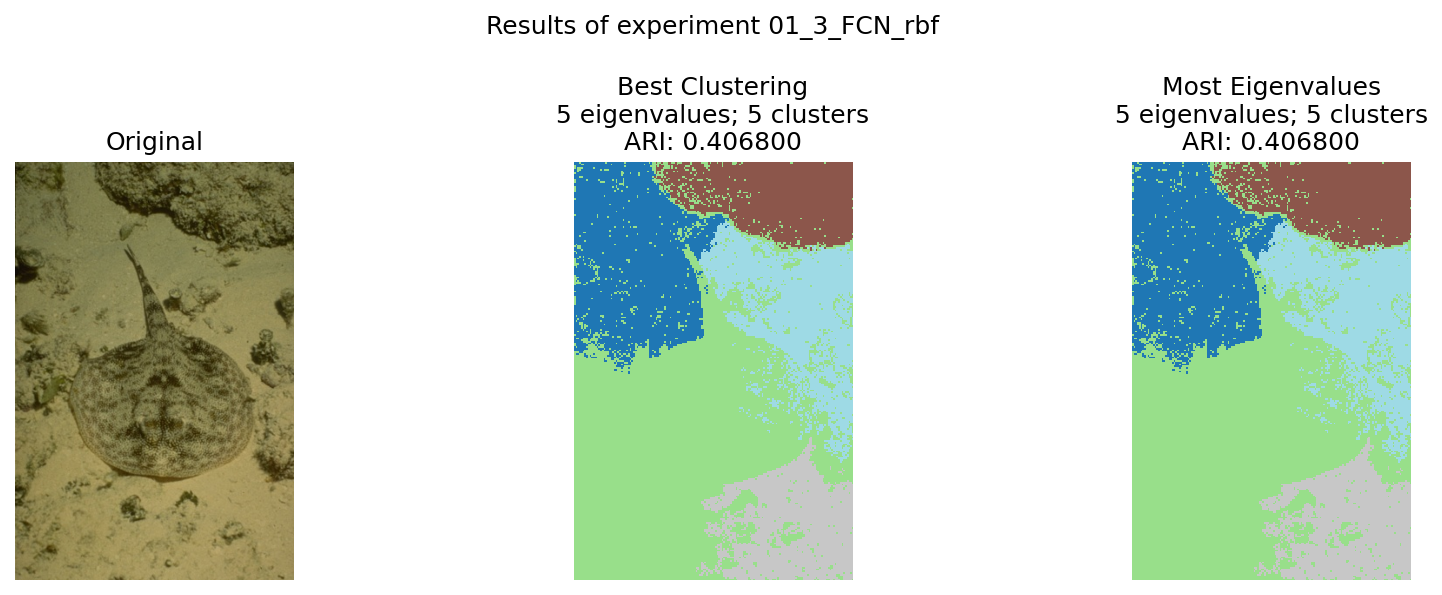 Results of experiment 01_3_FCN_rbf
Original
Best Clustering
5 eigenvalues; 5 clusters
ARI: 0.406800
Most Eigenvalues
5 eigenvalues; 5 clusters
ARI: 0.406800